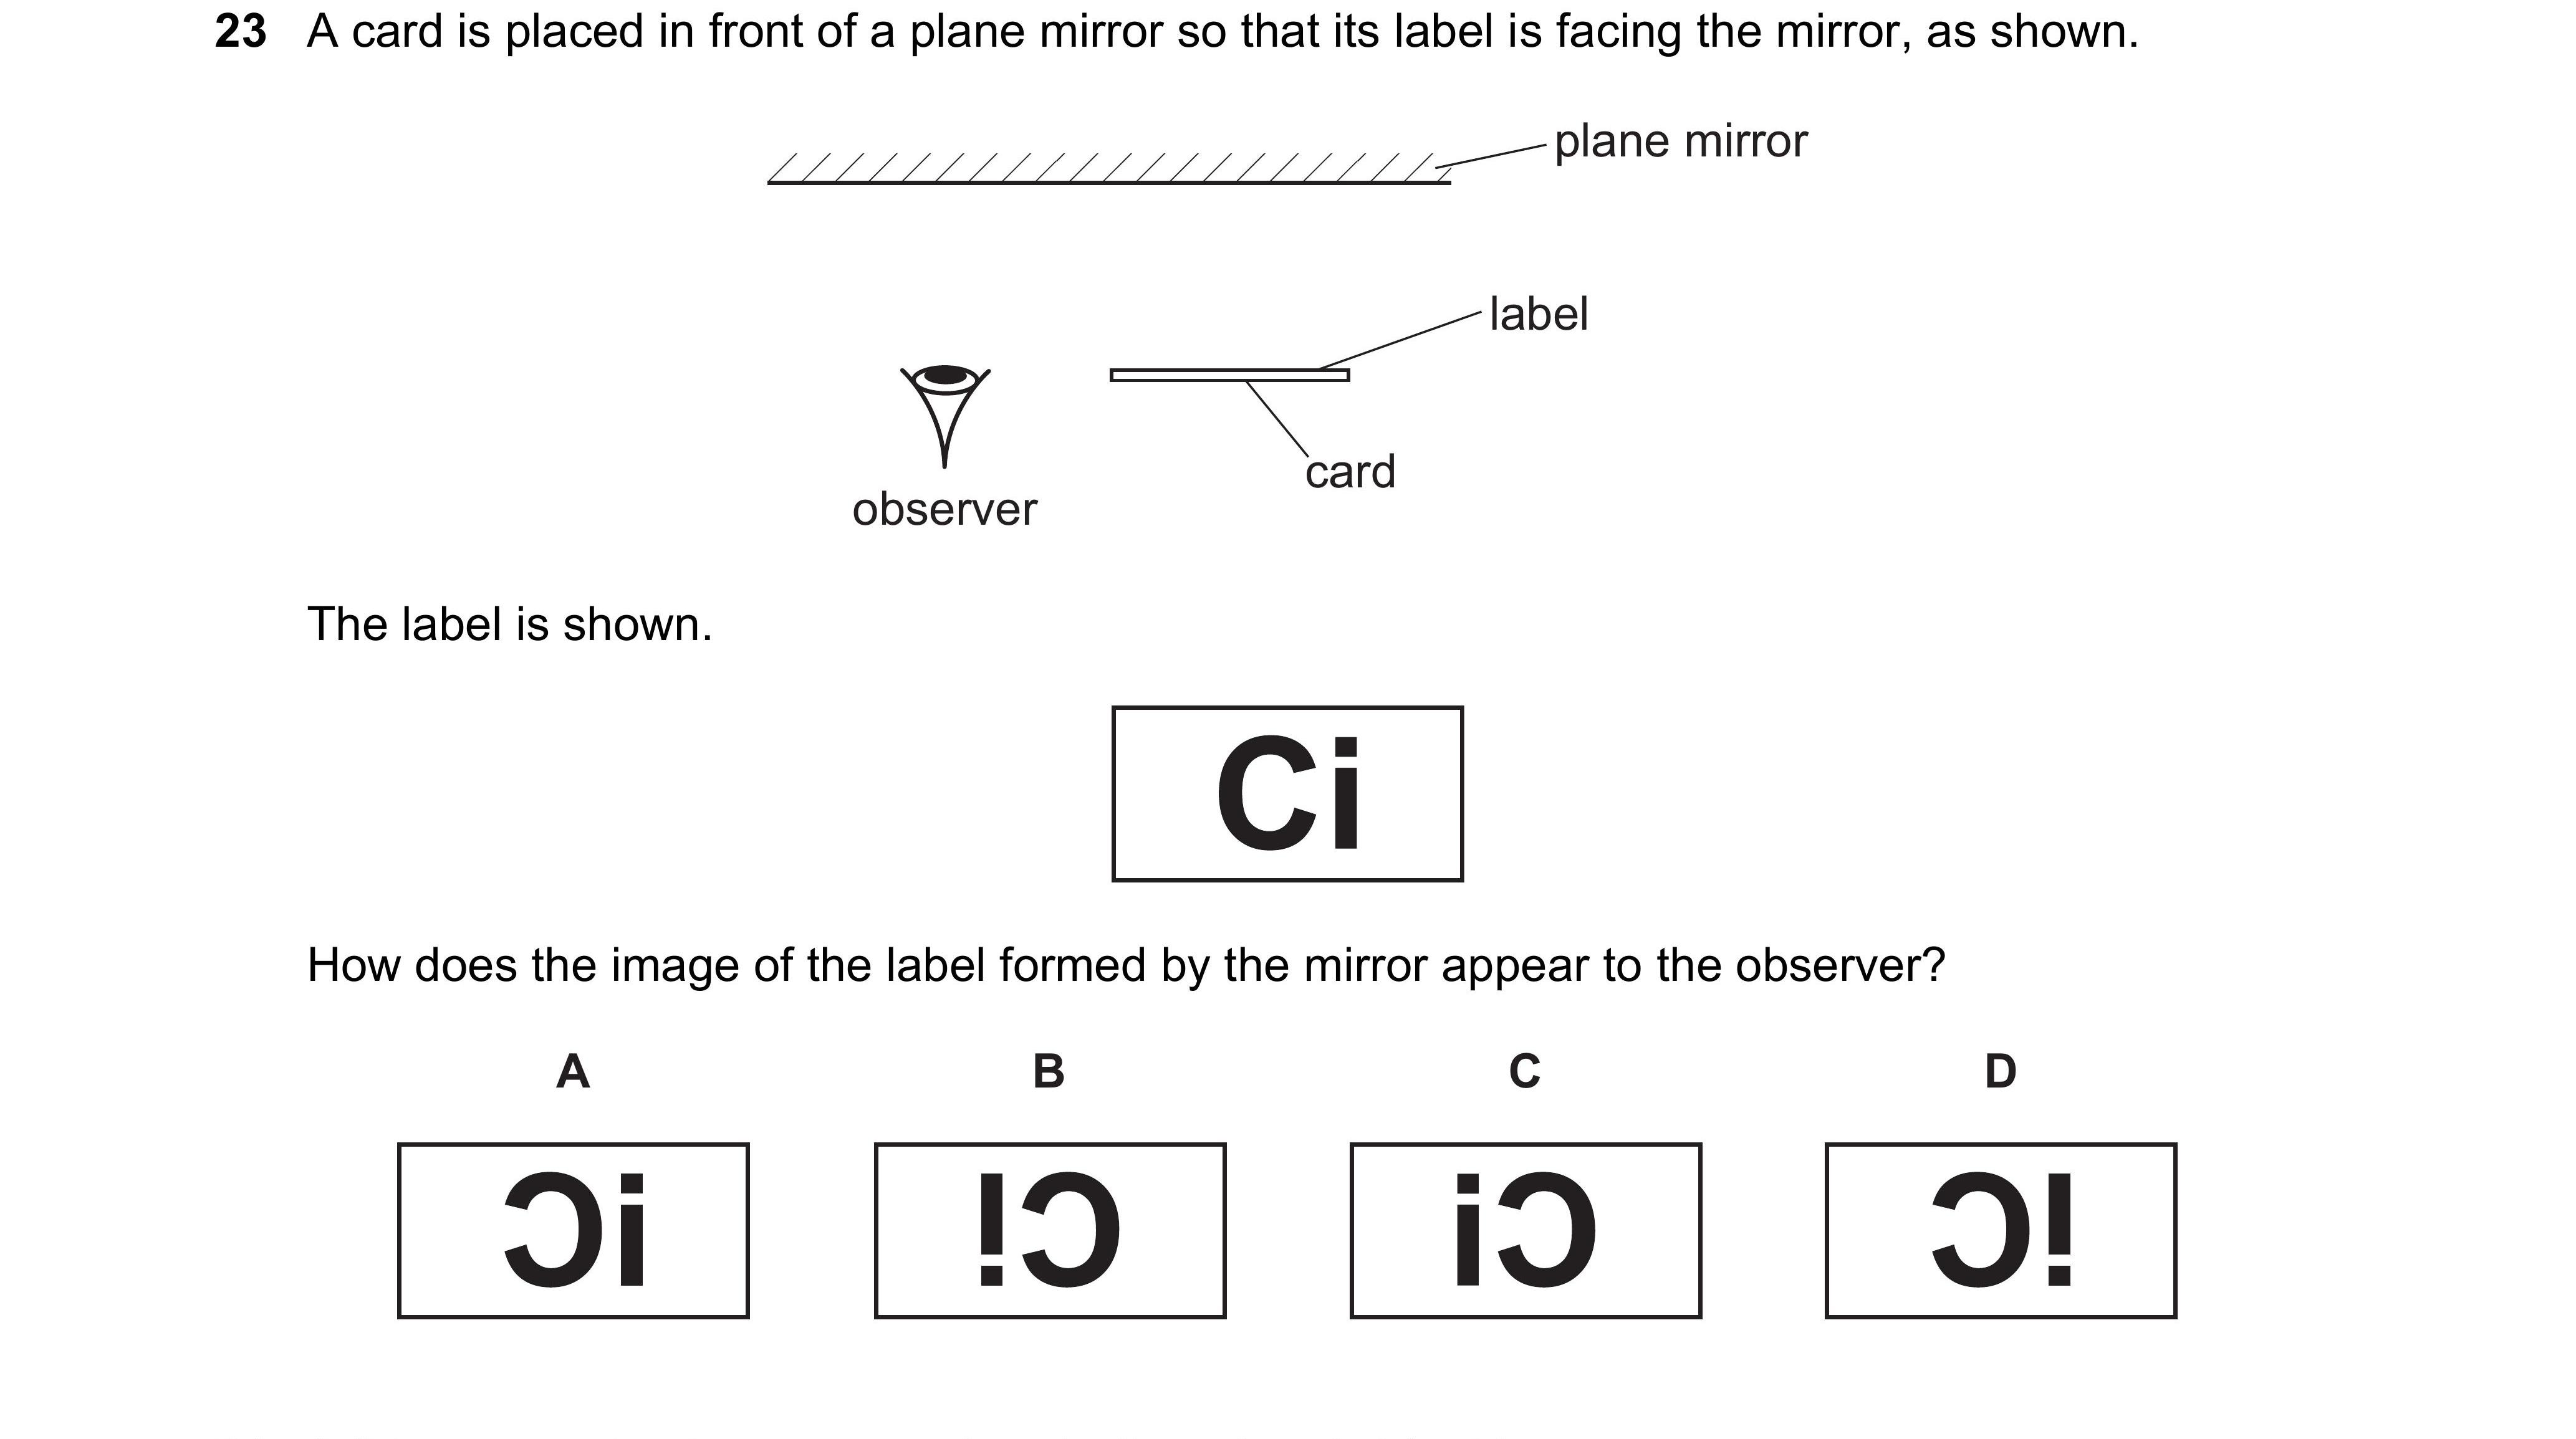 23 A card is placed in front of a plane mirror so that its label is facing the mirror, as shown.
plane mirror
label
card
observer
The label is shown.
Ci
How does the image of the label formed by the mirror appear to the observer?
A B C D
Ɔi !Ɔ iƆ Ɔ!